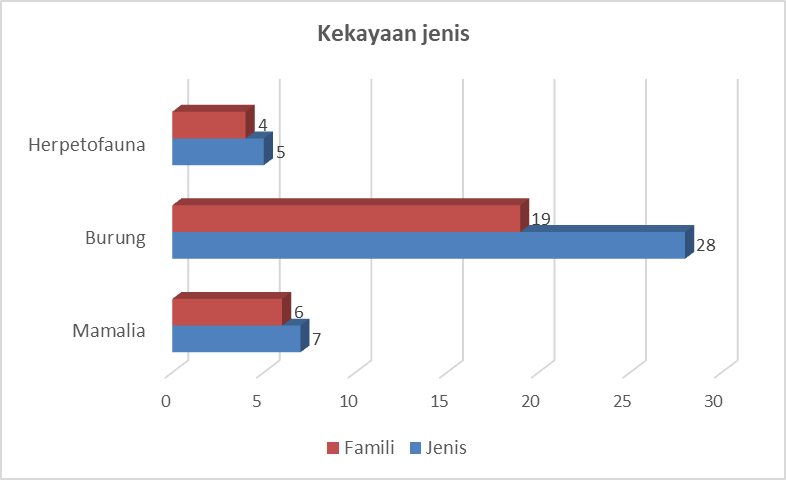 Kekayaan jenis
Herpetofauna
4
5
Burung
19
28
Mamalia
6
7
0 5 10 15 20 25 30
Famili Jenis